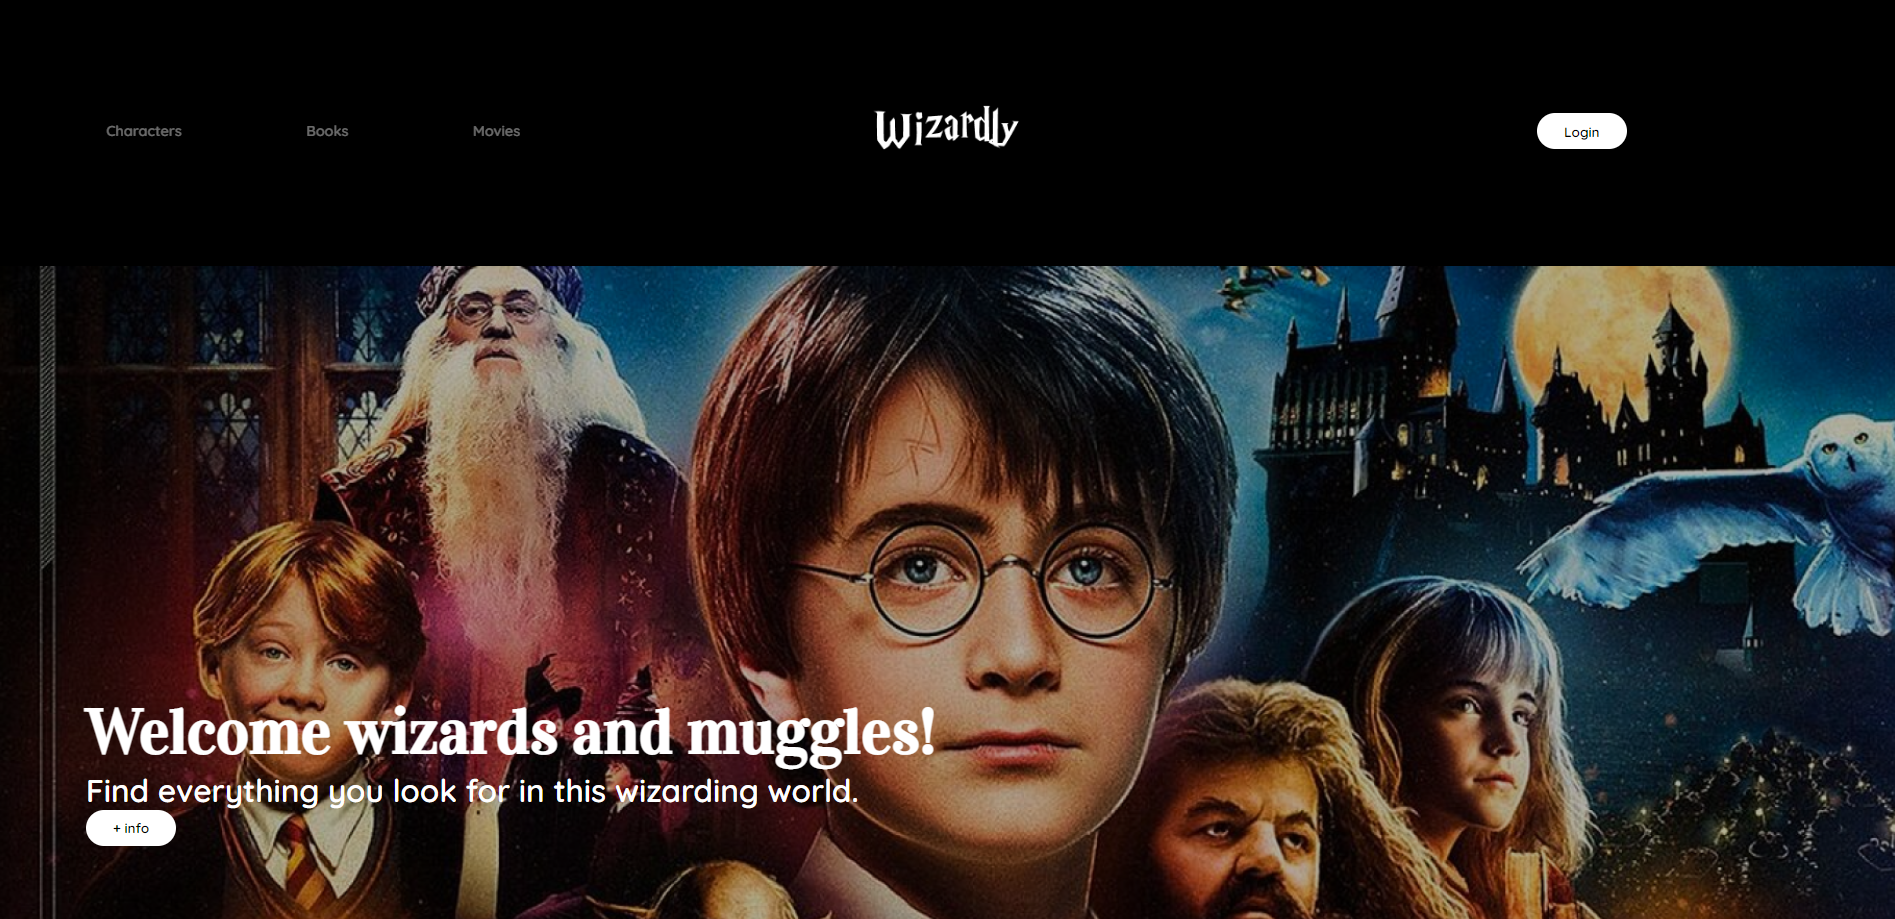 Characters
Books
Movies
Wizardly
Login
Welcome wizards and muggles!
Find everything you look for in this wizarding world.
+ info